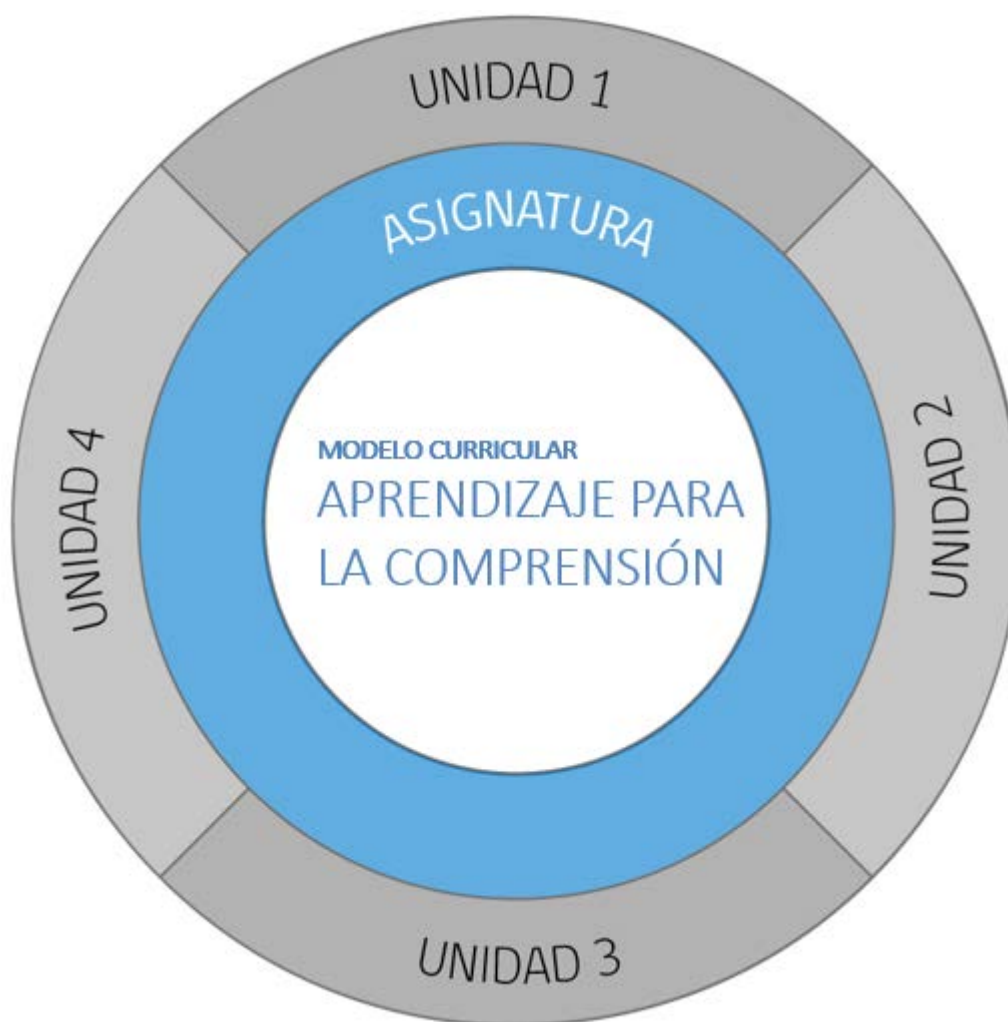 UNIDAD 1
ASIGNATURA
UNIDAD 4
MODELO CURRICULAR
APRENDIZAJE PARA
LA COMPRENSIÓN
UNIDAD 2
UNIDAD 3